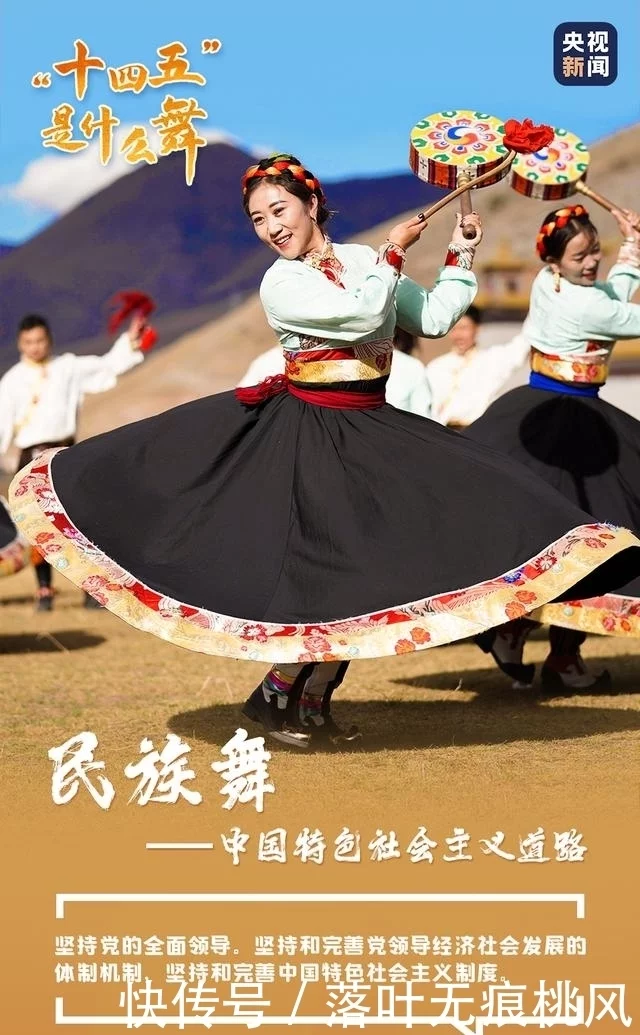 “十四五”
是什么舞
央视
新闻
民族舞
——中国特色社会主义道路
坚持党的全面领导。坚持和完善党领导经济社会发展的
体制机制，坚持和完善中国特色社会主义制度。
快传号 / 落叶无痕桃风